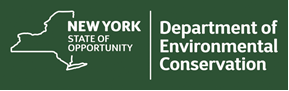 NEW YORK
STATE OF
OPPORTUNITY
Department of
Environmental
Conservation